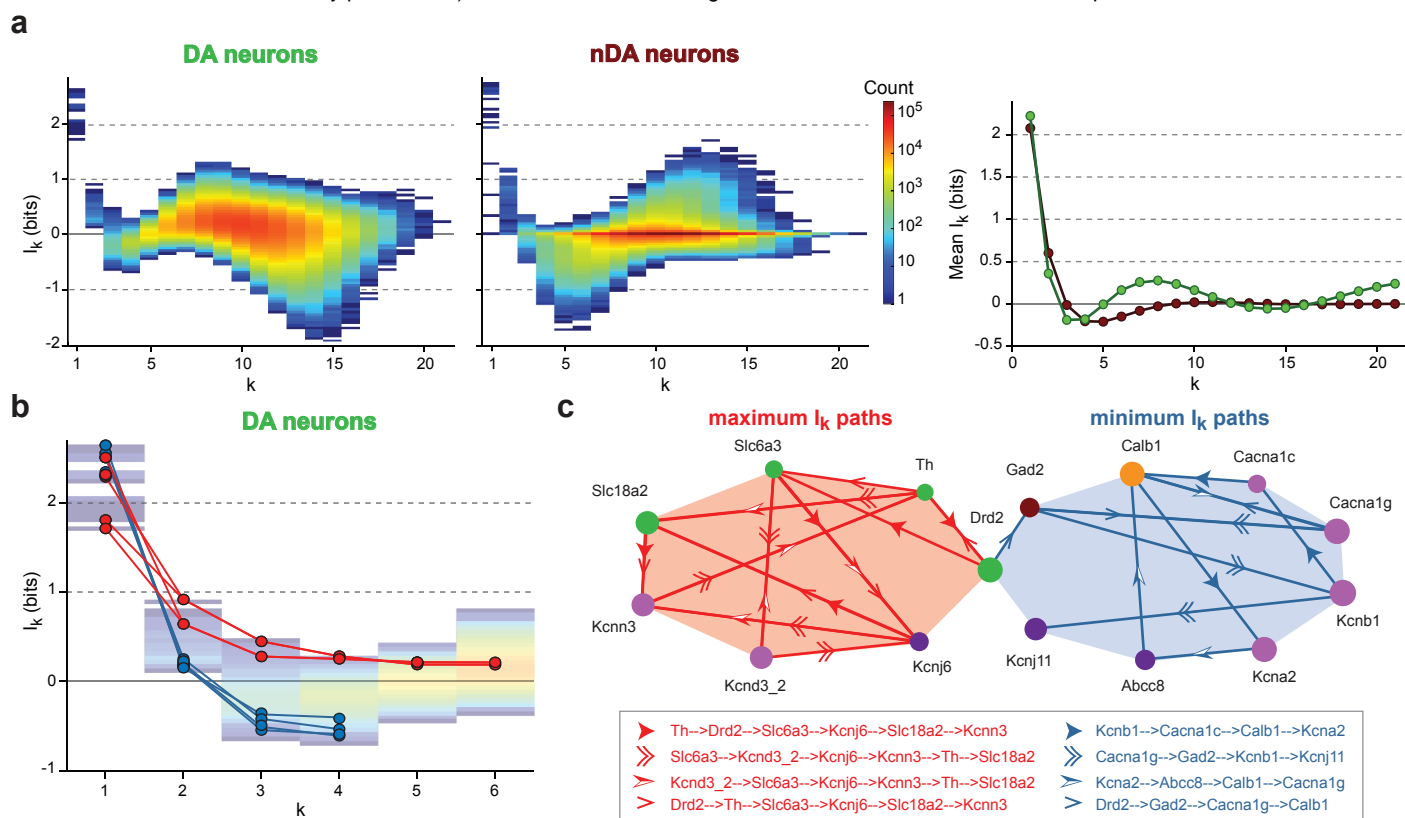 a
DA neurons
nDA neurons
Count
10^5
10^4
10^3
10^2
10
1
I_k (bits)
2
1
0
-1
-2
1
5
10
15
20
k
1
5
10
15
20
k
Mean I_k (bits)
2
1.5
1
0.5
0
-0.5
0
5
10
15
20
k
b
DA neurons
I_k (bits)
2
1
0
-1
1
2
3
4
5
6
k
c
maximum I_k paths
minimum I_k paths
Slc6a3
Th
Slc18a2
Drd2
Kcnn3
Kcnd3_2
Kcnj6
Gad2
Calb1
Cacna1c
Cacna1g
Kcnb1
Kcnj11
Abcc8
Kcna2
Th-->Drd2-->Slc6a3-->Kcnj6-->Slc18a2-->Kcnn3
Slc6a3-->Kcnd3_2-->Kcnj6-->Kcnn3-->Th-->Slc18a2
Kcnd3_2-->Slc6a3-->Kcnj6-->Kcnn3-->Th-->Slc18a2
Drd2-->Th-->Slc6a3-->Kcnj6-->Slc18a2-->Kcnn3
Kcnb1-->Cacna1c-->Calb1-->Kcna2
Cacna1g-->Gad2-->Kcnb1-->Kcnj11
Kcna2-->Abcc8-->Calb1-->Cacna1g
Drd2-->Gad2-->Cacna1g-->Calb1